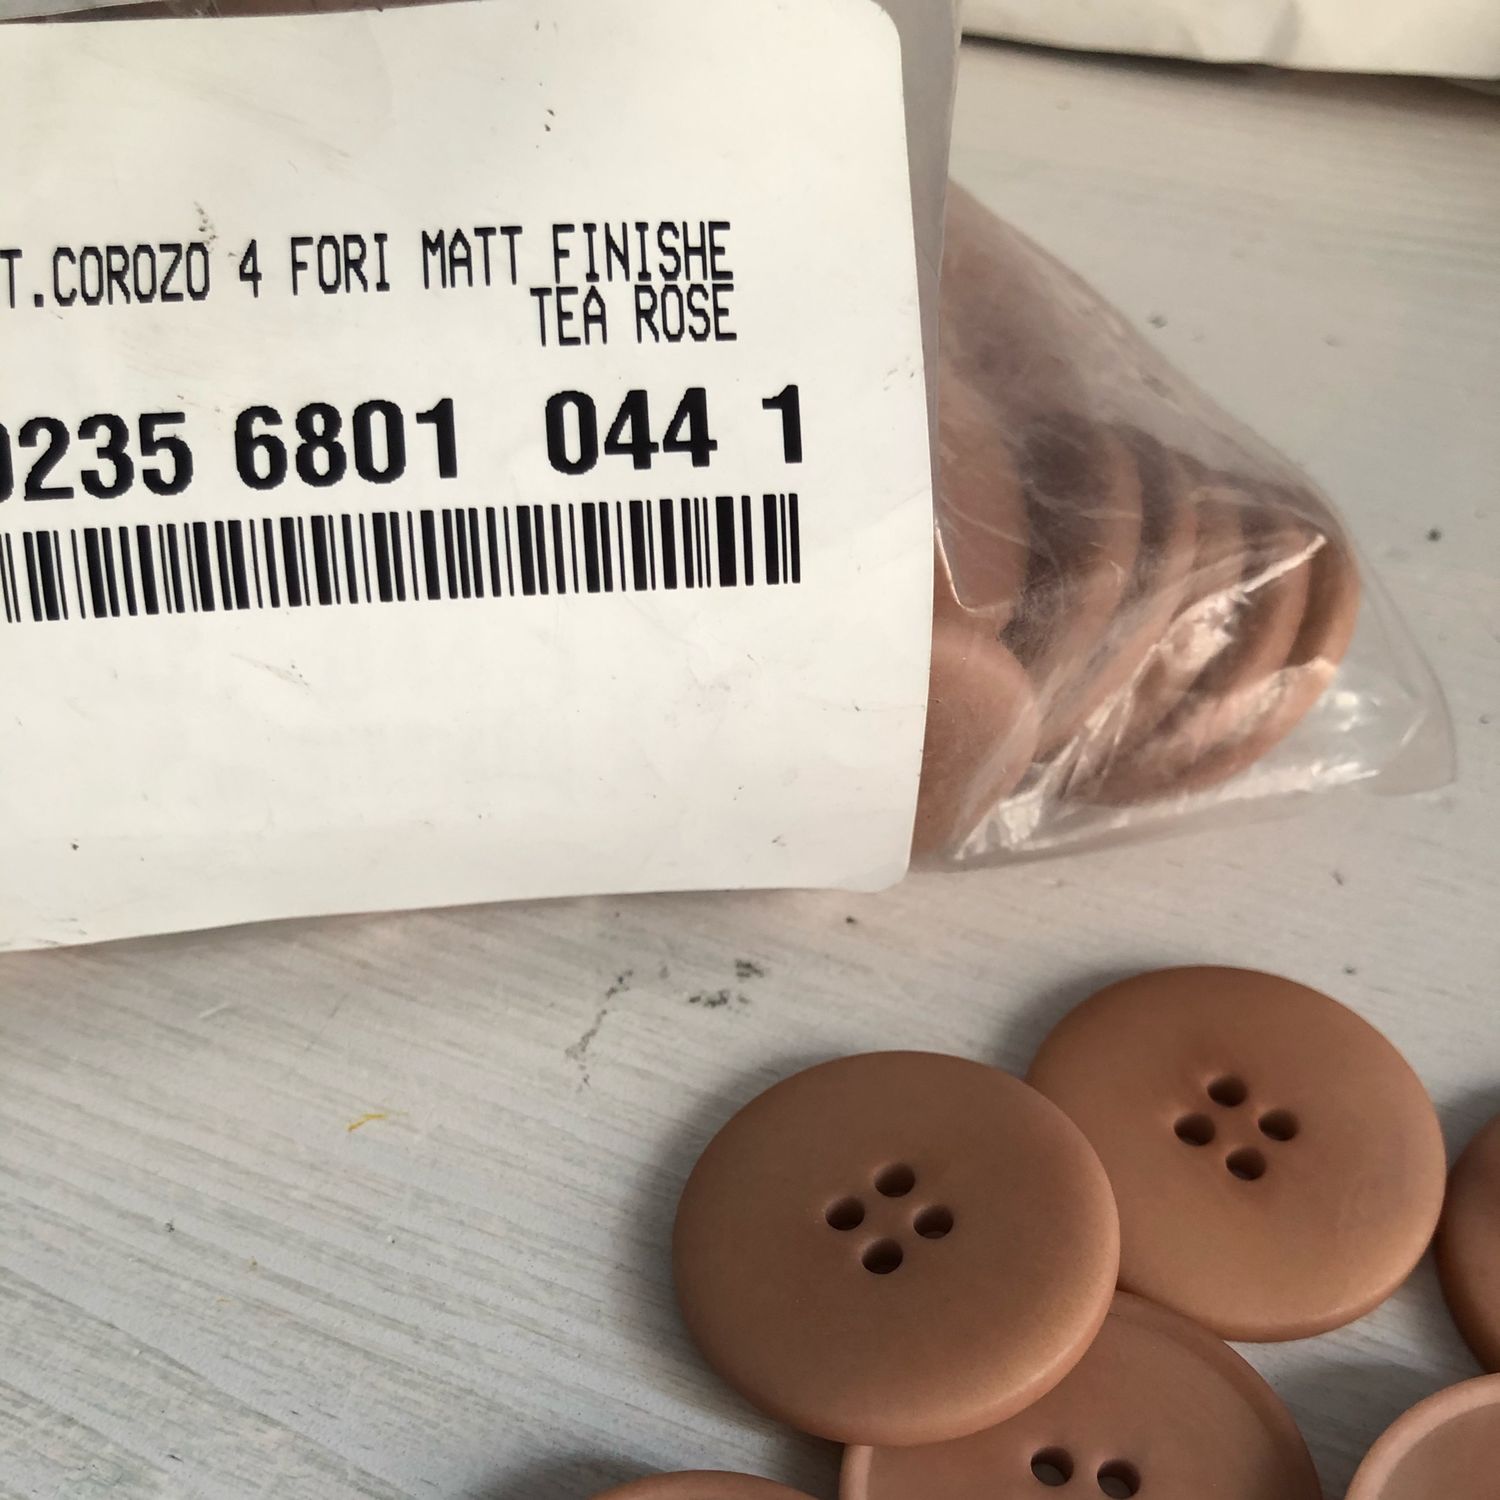 T.COROZO 4 FORI MATT FINISHE
TEA ROSE
0235 6801 044 1